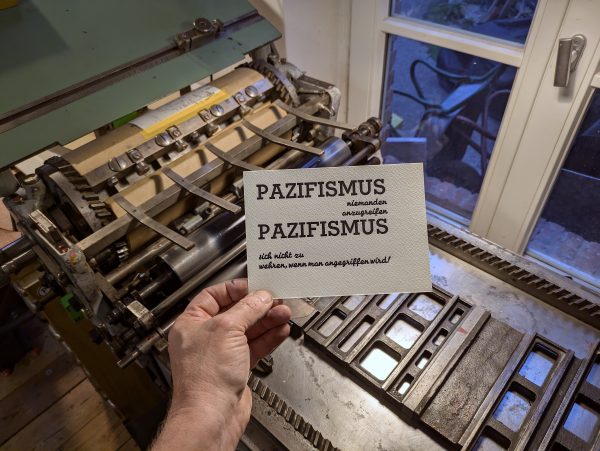 PAZIFISMUS
niemanden
anzugreifen
PAZIFISMUS
sich nicht zu
wehren, wenn man angegriffen wird!